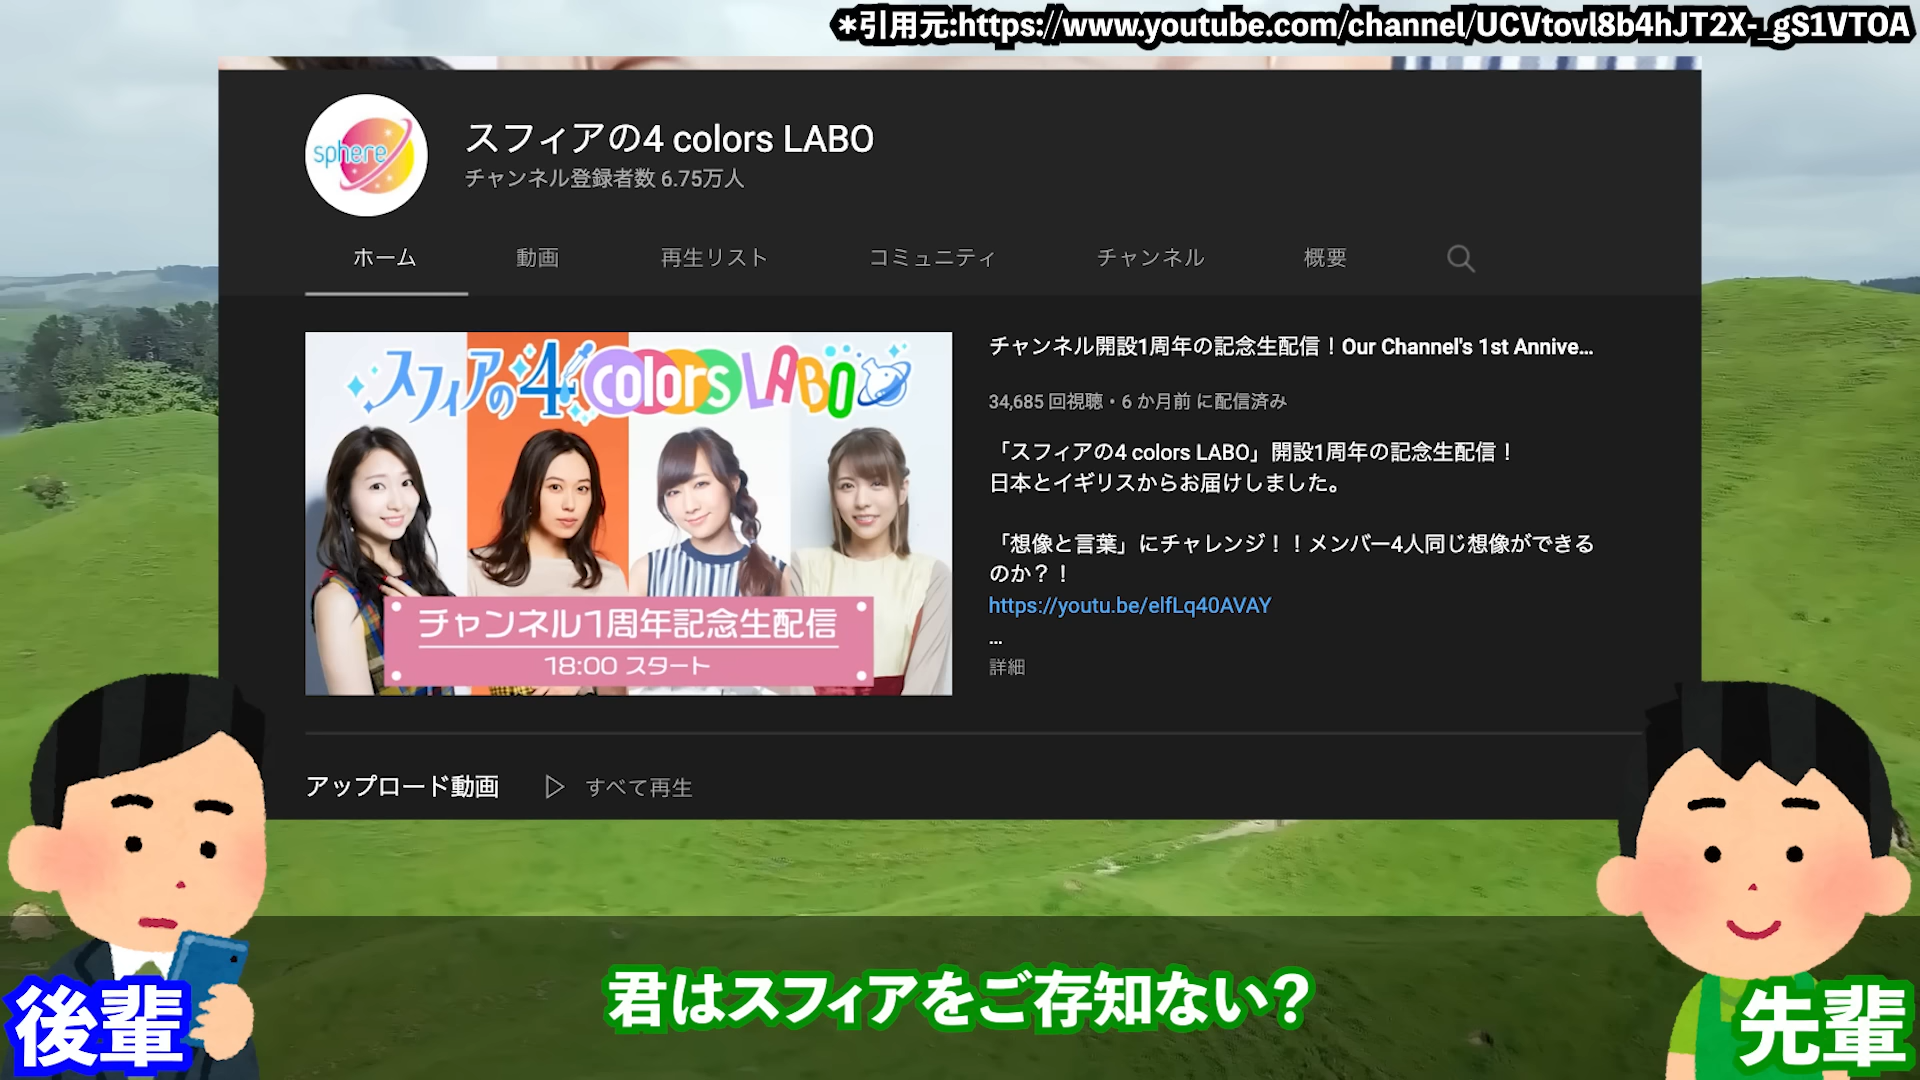 ＊引用元:https://www.youtube.com/channel/UCVtovl8b4hJT2X-_gS1VTOA
sphere
スフィアの4 colors LABO
チャンネル登録者数 6.75万人
ホーム
動画
再生リスト
コミュニティ
チャンネル
概要
スフィアの4 colors LABO
チャンネル1周年記念生配信
18:00 スタート
チャンネル開設1周年の記念生配信！Our Channel's 1st Annive...
34,685 回視聴・6 か月前 に配信済み
「スフィアの4 colors LABO」開設1周年の記念生配信！
日本とイギリスからお届けしました。
「想像と言葉」にチャレンジ！！メンバー4人同じ想像ができる
のか？！
https://youtu.be/elfLq40AVAY
...
詳細
アップロード動画
すべて再生
後輩
君はスフィアをご存知ない？
先輩